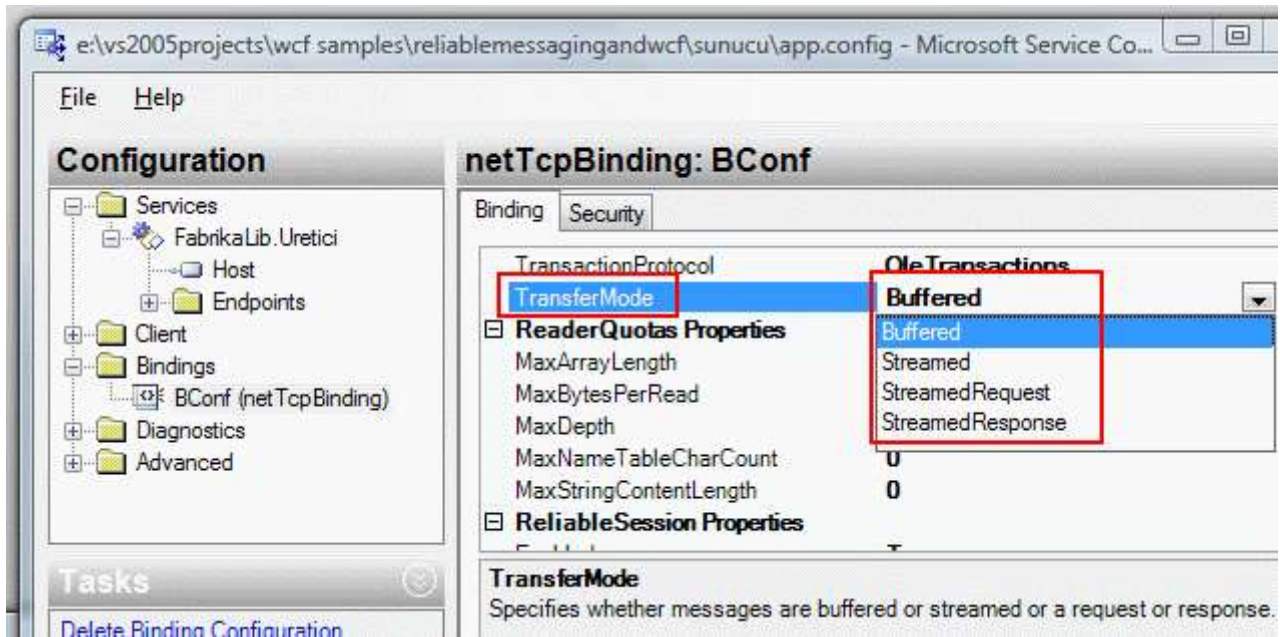 e:\vs2005projects\wcf samples\reliablemessagingandwcf\sunucu\app.config - Microsoft Service Co...
File Help
Configuration
Services
FabrikaLib.Uretici
Host
Endpoints
Client
Bindings
BConf (netTcpBinding)
Diagnostics
Advanced
Tasks
Delete Binding Configuration
netTcpBinding: BConf
Binding Security
TransactionProtocol OleTransactions
TransferMode Buffered
Buffered
Streamed
StreamedRequest
StreamedResponse
ReaderQuotas Properties
MaxArrayLength
MaxBytesPerRead
MaxDepth
MaxNameTableCharCount 0
MaxStringContentLength 0
ReliableSession Properties
TransferMode
Specifies whether messages are buffered or streamed or a request or response.